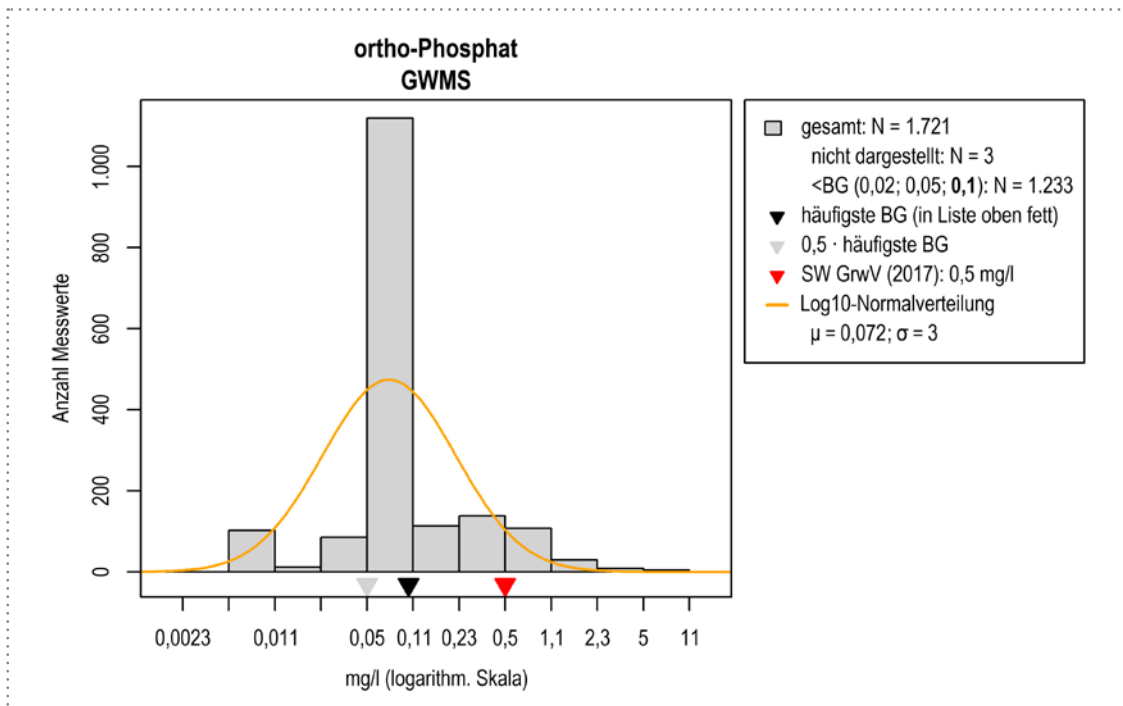 ortho-Phosphat
GWMS
Anzahl Messwerte
1.000
800
600
400
200
0
0,0023
0,011
0,05
0,11
0,23
0,5
1,1
2,3
5
11
mg/l (logarithm. Skala)
gesamt: N = 1.721
nicht dargestellt: N = 3
<BG (0,02; 0,05; 0,1): N = 1.233
häufigste BG (in Liste oben fett)
0,5 · häufigste BG
SW GrwV (2017): 0,5 mg/l
Log10-Normalverteilung
μ = 0,072; σ = 3